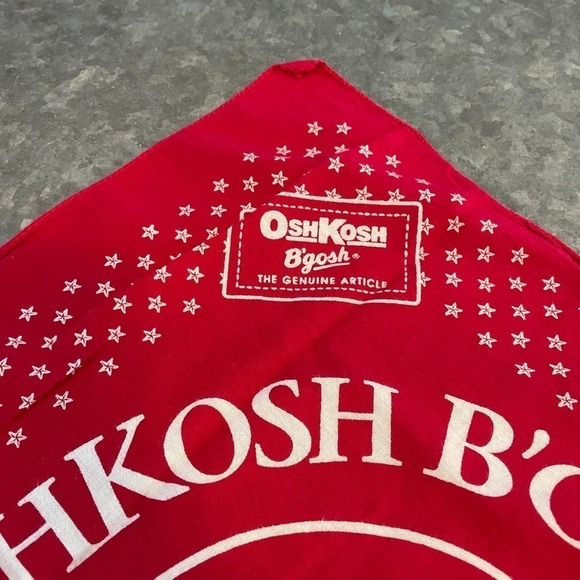 OSHKOSH
B'gosh®
THE GENUINE ARTICLE
HKOSH B'G